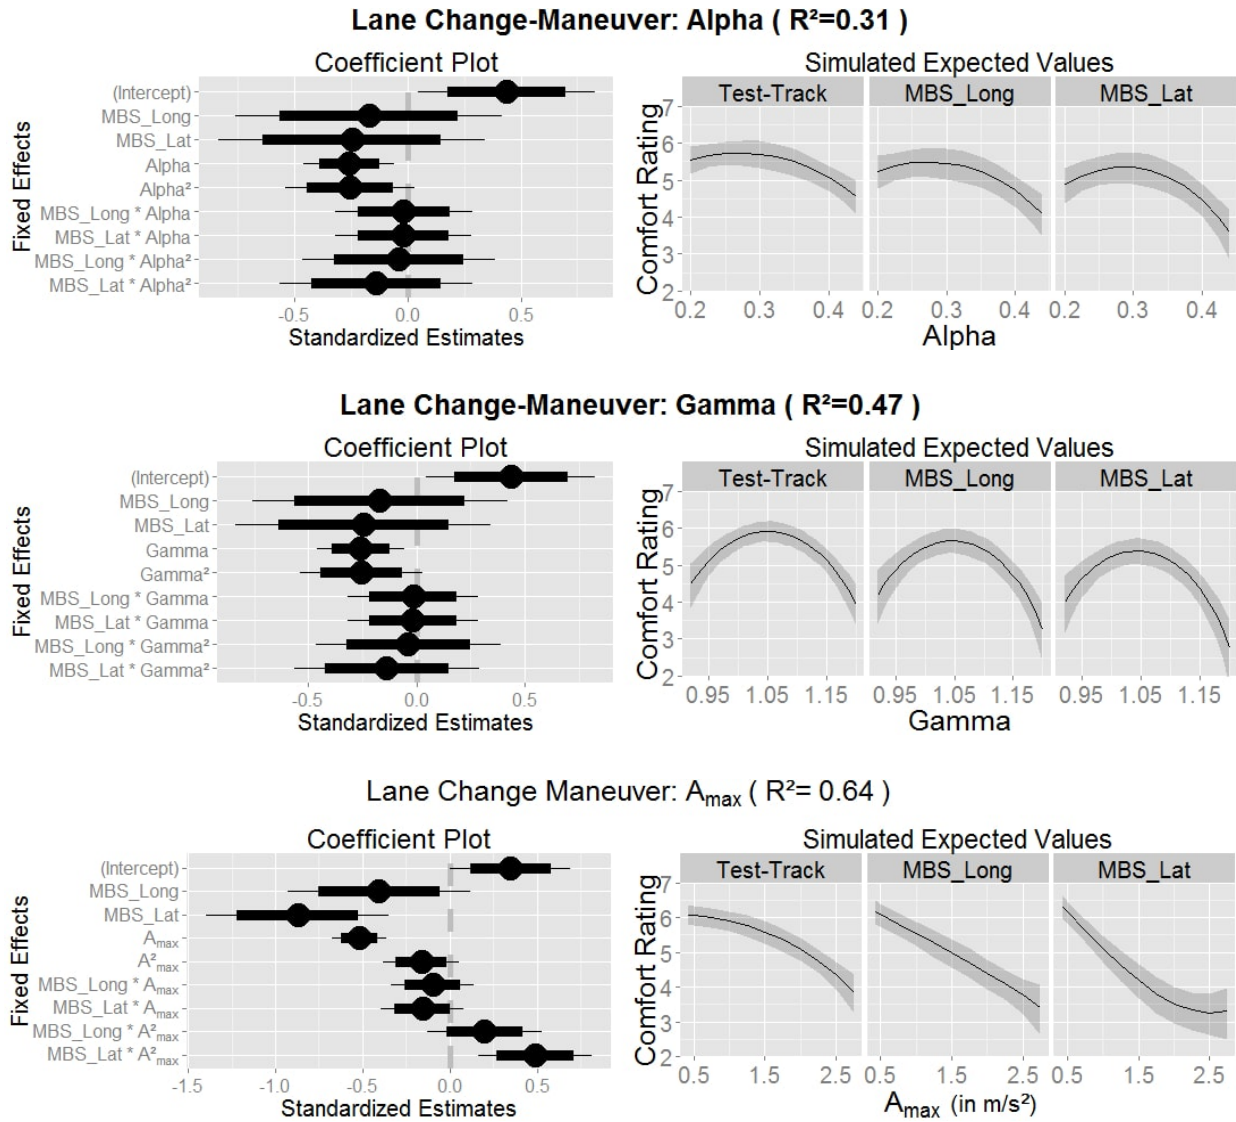 Lane Change-Maneuver: Alpha ( R²=0.31 )
Coefficient Plot
Fixed Effects
(Intercept)
MBS_Long
MBS_Lat
Alpha
Alpha²
MBS_Long * Alpha
MBS_Lat * Alpha
MBS_Long * Alpha²
MBS_Lat * Alpha²
-0.5 0.0 0.5
Standardized Estimates
Simulated Expected Values
Test-Track MBS_Long MBS_Lat
Comfort Rating
7
6
5
4
3
2
0.2 0.3 0.4 0.2 0.3 0.4 0.2 0.3 0.4
Alpha
Lane Change-Maneuver: Gamma ( R²=0.47 )
Coefficient Plot
Fixed Effects
(Intercept)
MBS_Long
MBS_Lat
Gamma
Gamma²
MBS_Long * Gamma
MBS_Lat * Gamma
MBS_Long * Gamma²
MBS_Lat * Gamma²
-0.5 0.0 0.5
Standardized Estimates
Simulated Expected Values
Test-Track MBS_Long MBS_Lat
Comfort Rating
7
6
5
4
3
2
0.95 1.05 1.15 0.95 1.05 1.15 0.95 1.05 1.15
Gamma
Lane Change Maneuver: Amax ( R²= 0.64 )
Coefficient Plot
Fixed Effects
(Intercept)
MBS_Long
MBS_Lat
Amax
A²max
MBS_Long * Amax
MBS_Lat * Amax
MBS_Long * A²max
MBS_Lat * A²max
-1.5 -1.0 -0.5 0.0 0.5
Standardized Estimates
Simulated Expected Values
Test-Track MBS_Long MBS_Lat
Comfort Rating
7
6
5
4
3
2
0.5 1.5 2.5 0.5 1.5 2.5 0.5 1.5 2.5
Amax (in m/s²)